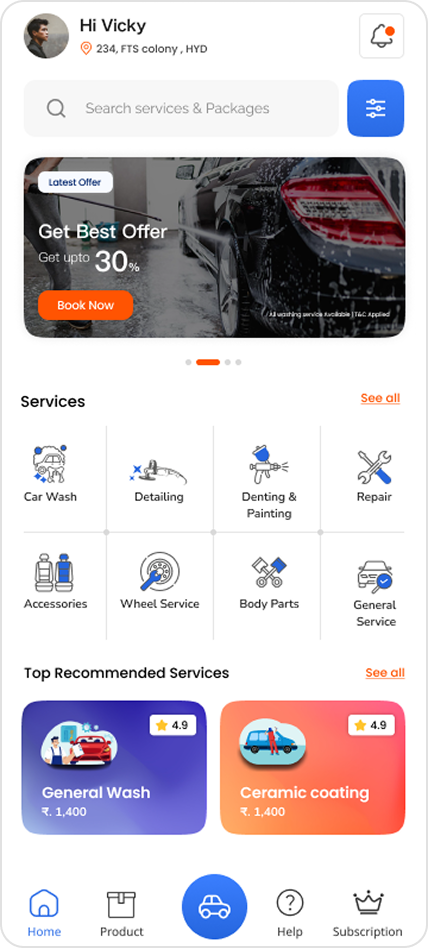 Hi Vicky
234, FTS colony , HYD
Search services & Packages
Latest Offer
Get Best Offer
Get upto 30%
Book Now
All washing service Available | T&C Applied
Services
See all
Car Wash
Detailing
Denting &
Painting
Repair
Accessories
Wheel Service
Body Parts
General
Service
Top Recommended Services
See all
4.9
General Wash
₹. 1,400
4.9
Ceramic coating
₹. 1,400
Home
Product
Help
Subscription